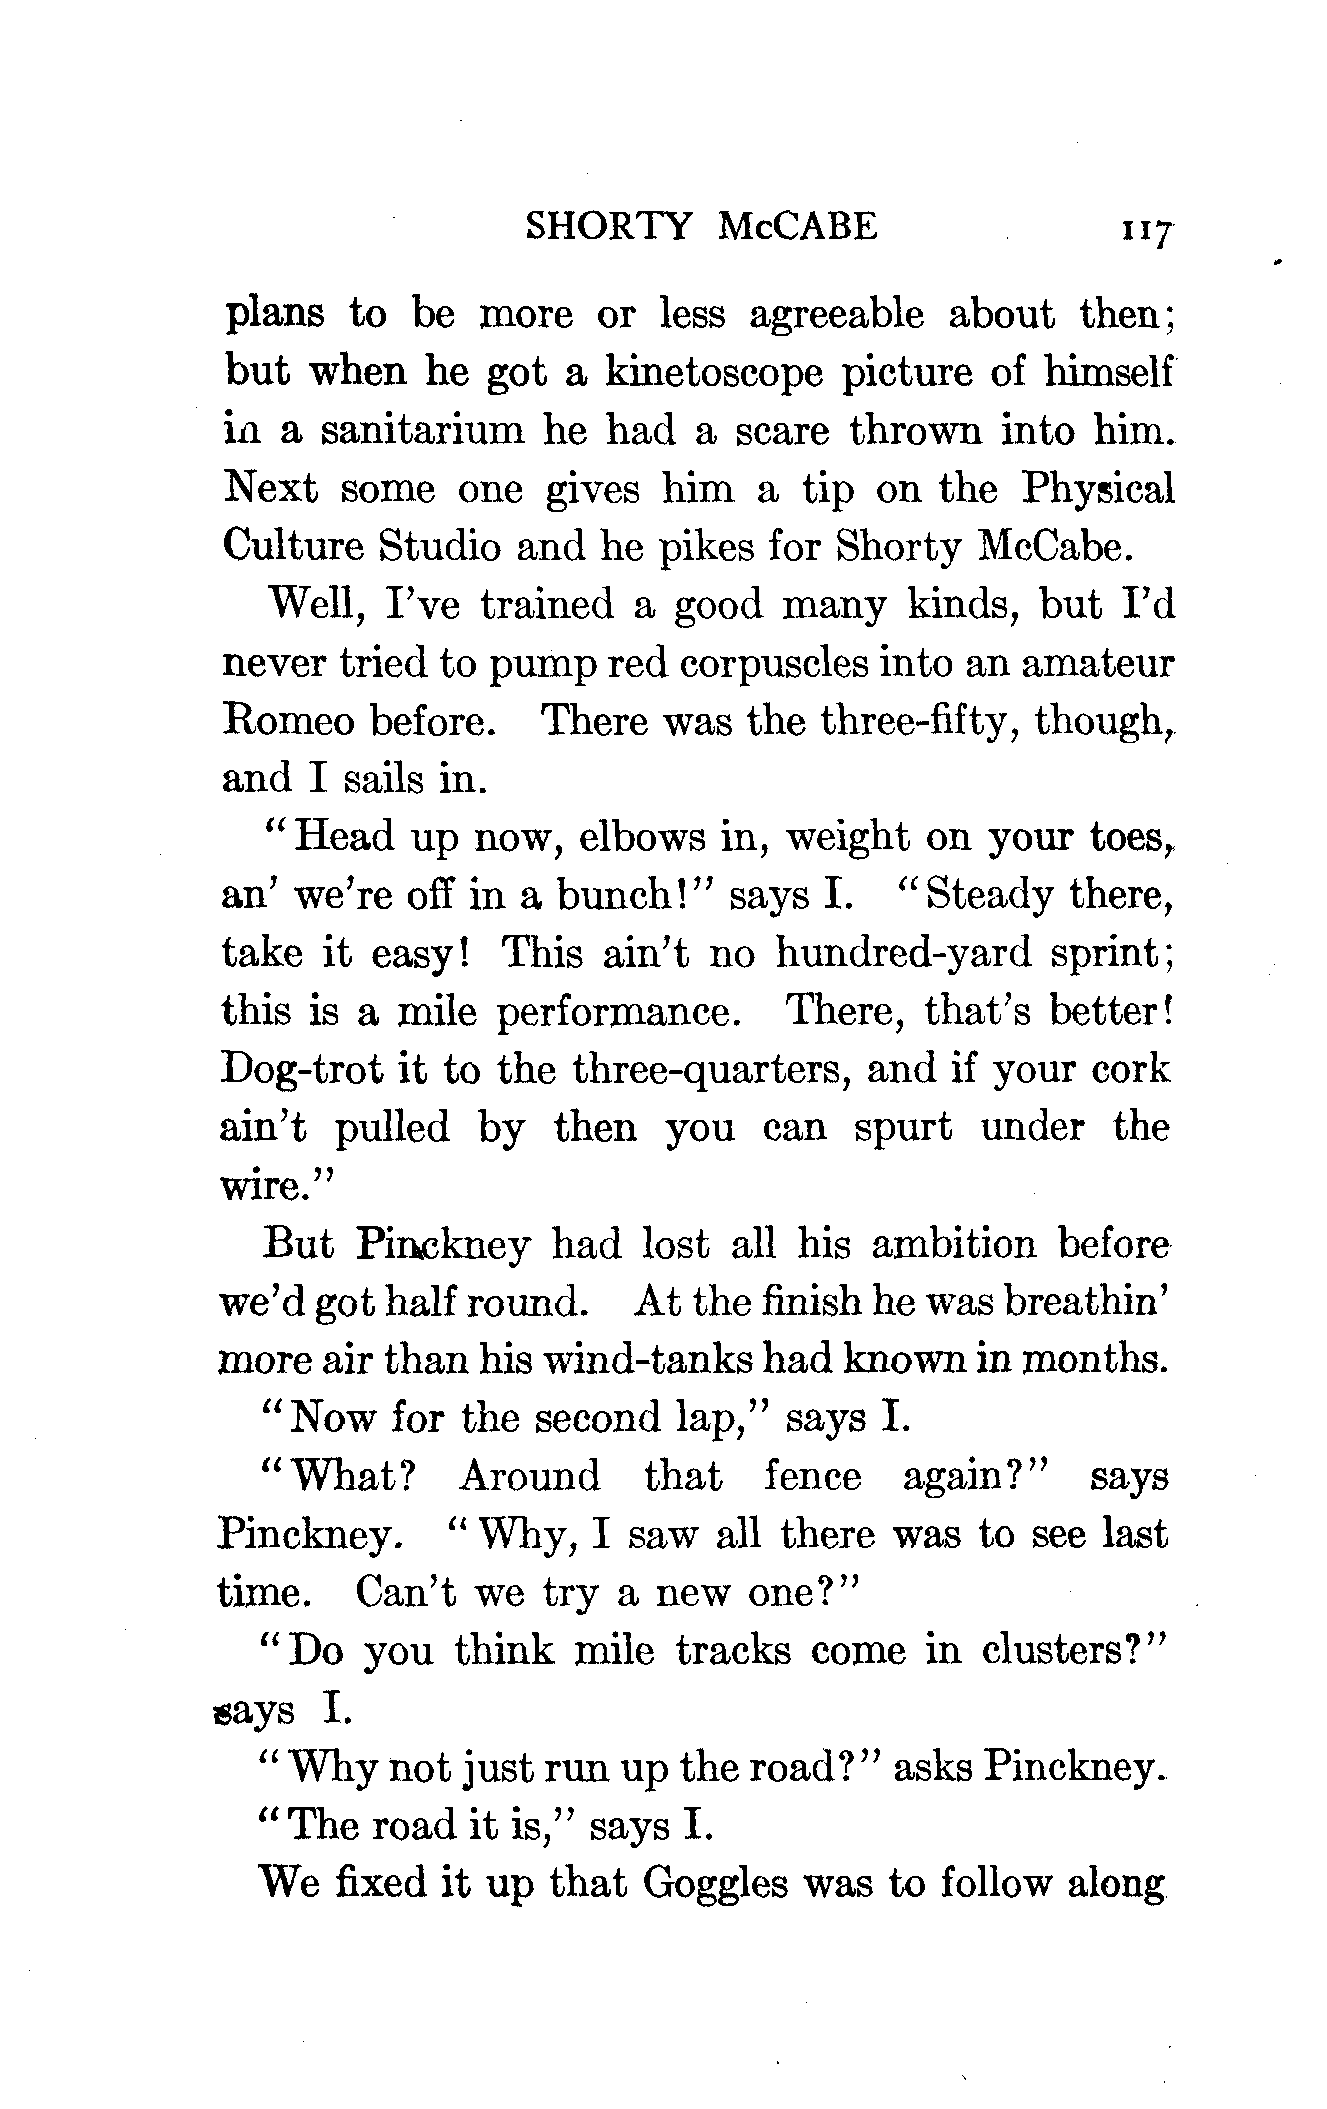 SHORTY McCABE 117
plans to be more or less agreeable about then;
but when he got a kinetoscope picture of himself
in a sanitarium he had a scare thrown into him.
Next some one gives him a tip on the Physical
Culture Studio and he pikes for Shorty McCabe.
Well, I've trained a good many kinds, but I'd
never tried to pump red corpuscles into an amateur
Romeo before. There was the three-fifty, though,
and I sails in.
"Head up now, elbows in, weight on your toes,
an' we're off in a bunch!" says I. "Steady there,
take it easy! This ain't no hundred-yard sprint;
this is a mile performance. There, that's better!
Dog-trot it to the three-quarters, and if your cork
ain't pulled by then you can spurt under the
wire."
But Pinckney had lost all his ambition before
we'd got half round. At the finish he was breathin'
more air than his wind-tanks had known in months.
"Now for the second lap," says I.
"What? Around that fence again?" says
Pinckney. "Why, I saw all there was to see last
time. Can't we try a new one?"
"Do you think mile tracks come in clusters?"
says I.
"Why not just run up the road?" asks Pinckney.
"The road it is," says I.
We fixed it up that Goggles was to follow along